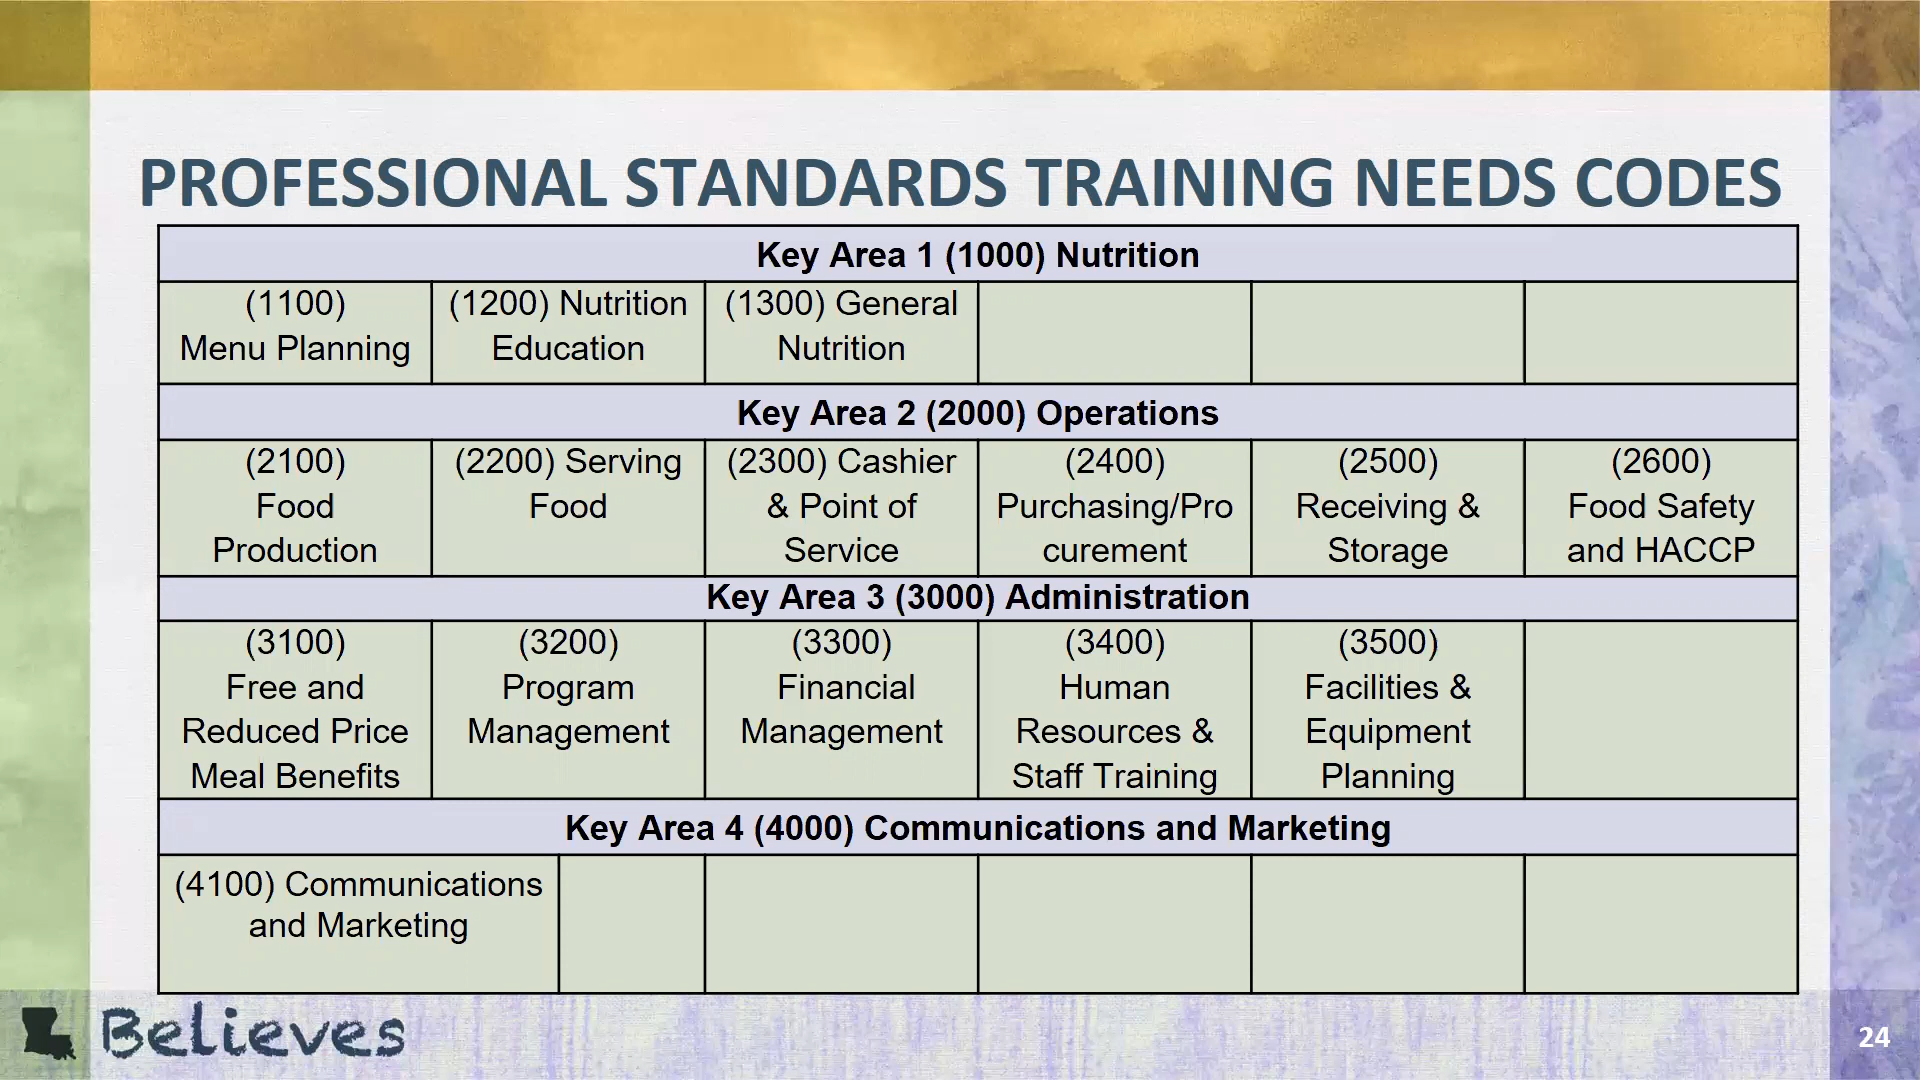 PROFESSIONAL STANDARDS TRAINING NEEDS CODES
Key Area 1 (1000) Nutrition
(1100)
Menu Planning
(1200) Nutrition
Education
(1300) General
Nutrition
Key Area 2 (2000) Operations
(2100)
Food
Production
(2200) Serving
Food
(2300) Cashier
& Point of
Service
(2400)
Purchasing/Pro
curement
(2500)
Receiving &
Storage
(2600)
Food Safety
and HACCP
Key Area 3 (3000) Administration
(3100)
Free and
Reduced Price
Meal Benefits
(3200)
Program
Management
(3300)
Financial
Management
(3400)
Human
Resources &
Staff Training
(3500)
Facilities &
Equipment
Planning
Key Area 4 (4000) Communications and Marketing
(4100) Communications
and Marketing
Believes
24